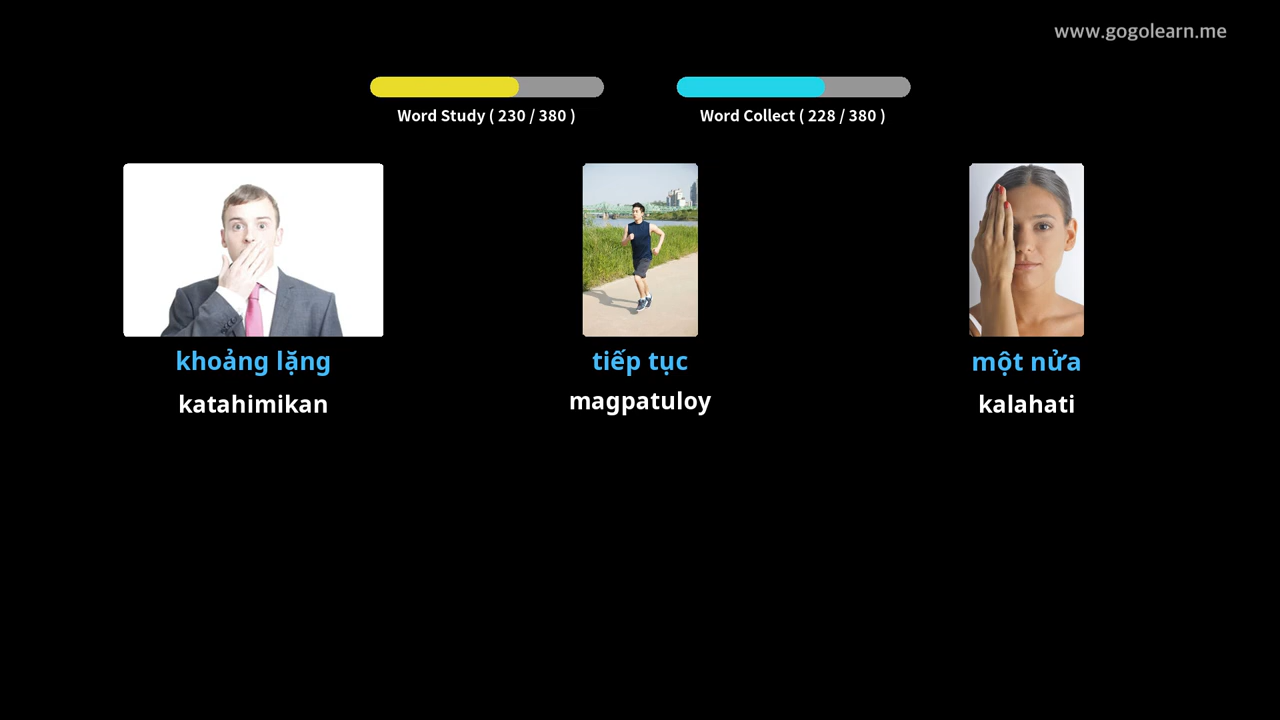 www.gogolearn.me
Word Study ( 230 / 380 )
Word Collect ( 228 / 380 )
khoảng lặng
katahimikan
tiếp tục
magpatuloy
một nửa
kalahati